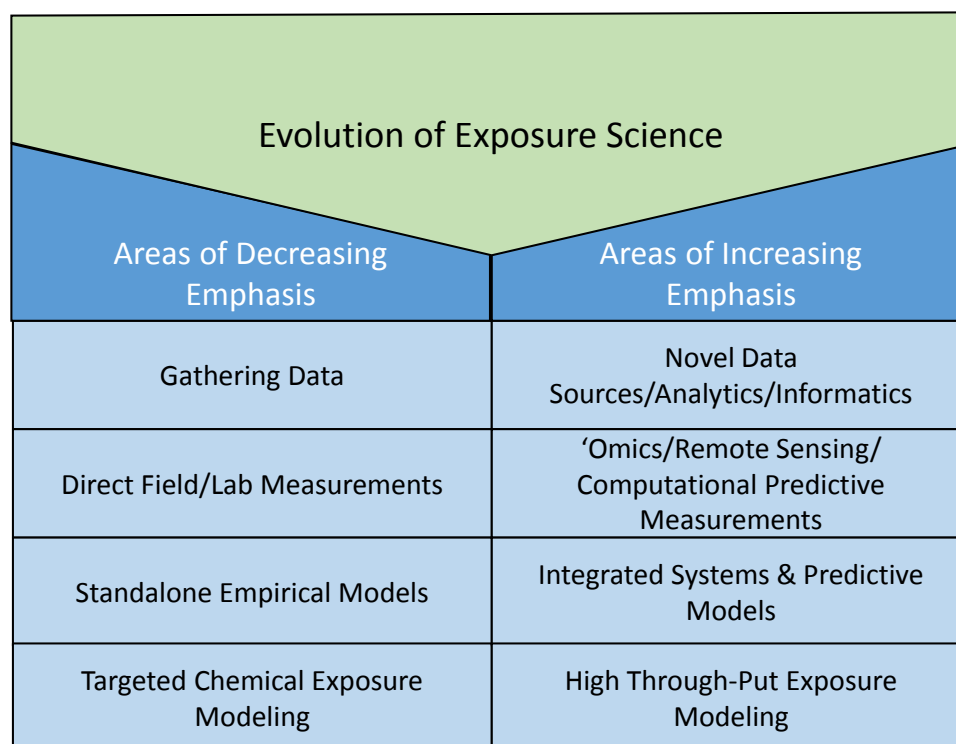 Evolution of Exposure Science
Areas of Decreasing
Emphasis
Areas of Increasing
Emphasis
Gathering Data
Novel Data
Sources/Analytics/Informatics
Direct Field/Lab Measurements
‘Omics/Remote Sensing/
Computational Predictive
Measurements
Standalone Empirical Models
Integrated Systems & Predictive
Models
Targeted Chemical Exposure
Modeling
High Through-Put Exposure
Modeling